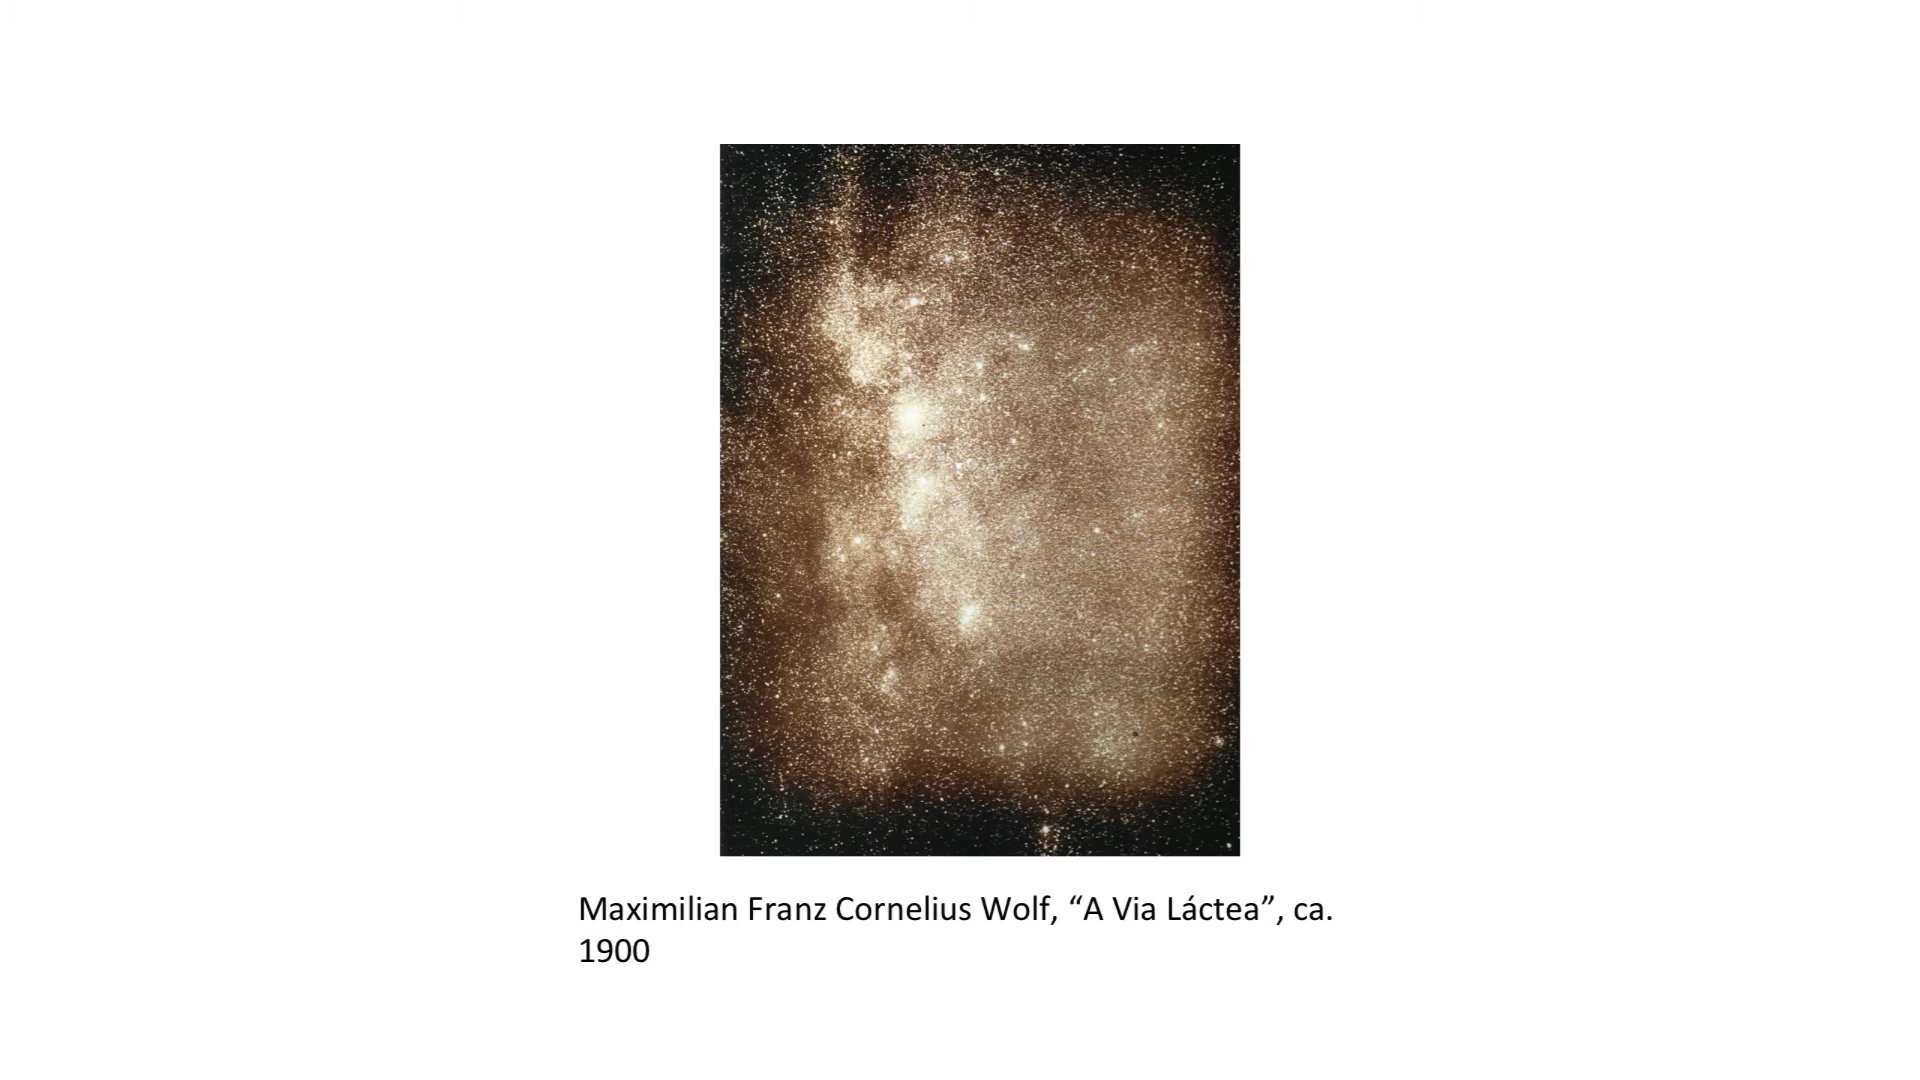 Maximilian Franz Cornelius Wolf, “A Via Láctea”, ca.
1900